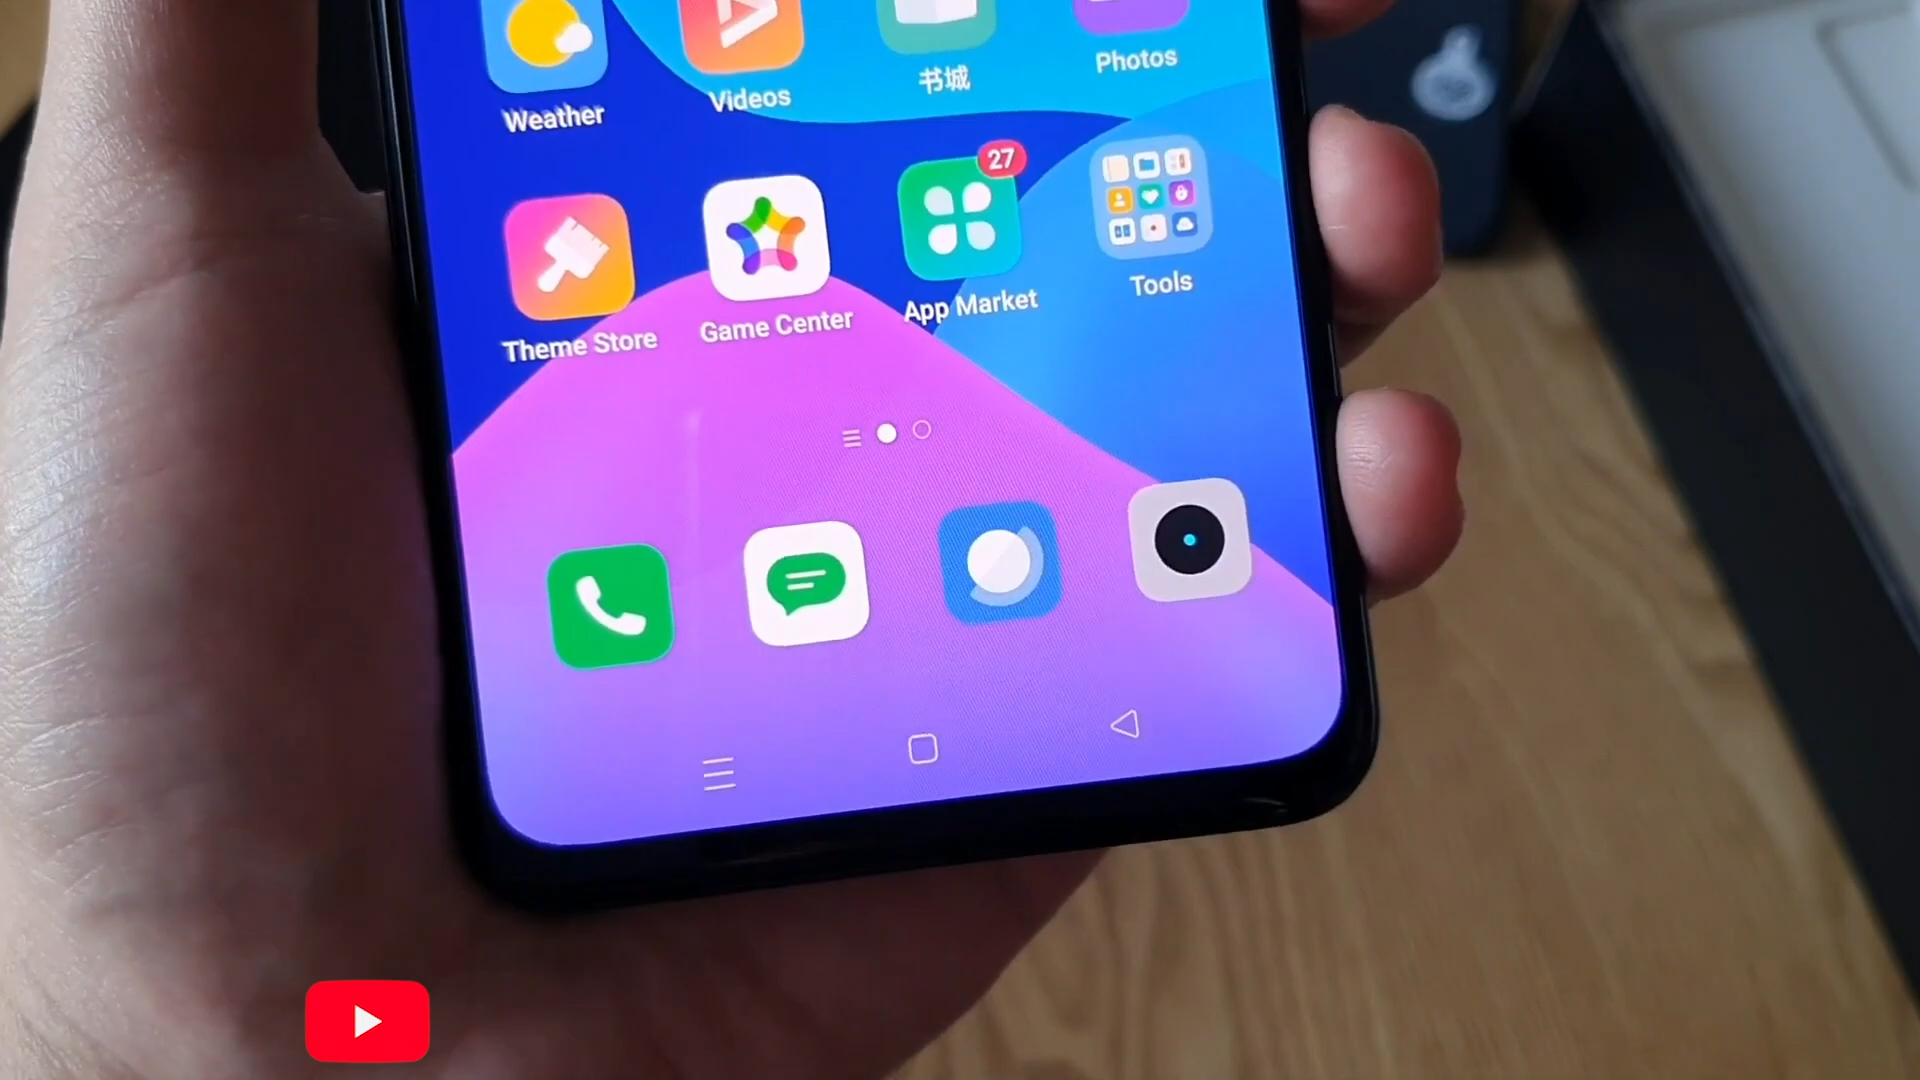 Weather
Videos
书城
Photos
27
Theme Store
Game Center
App Market
Tools